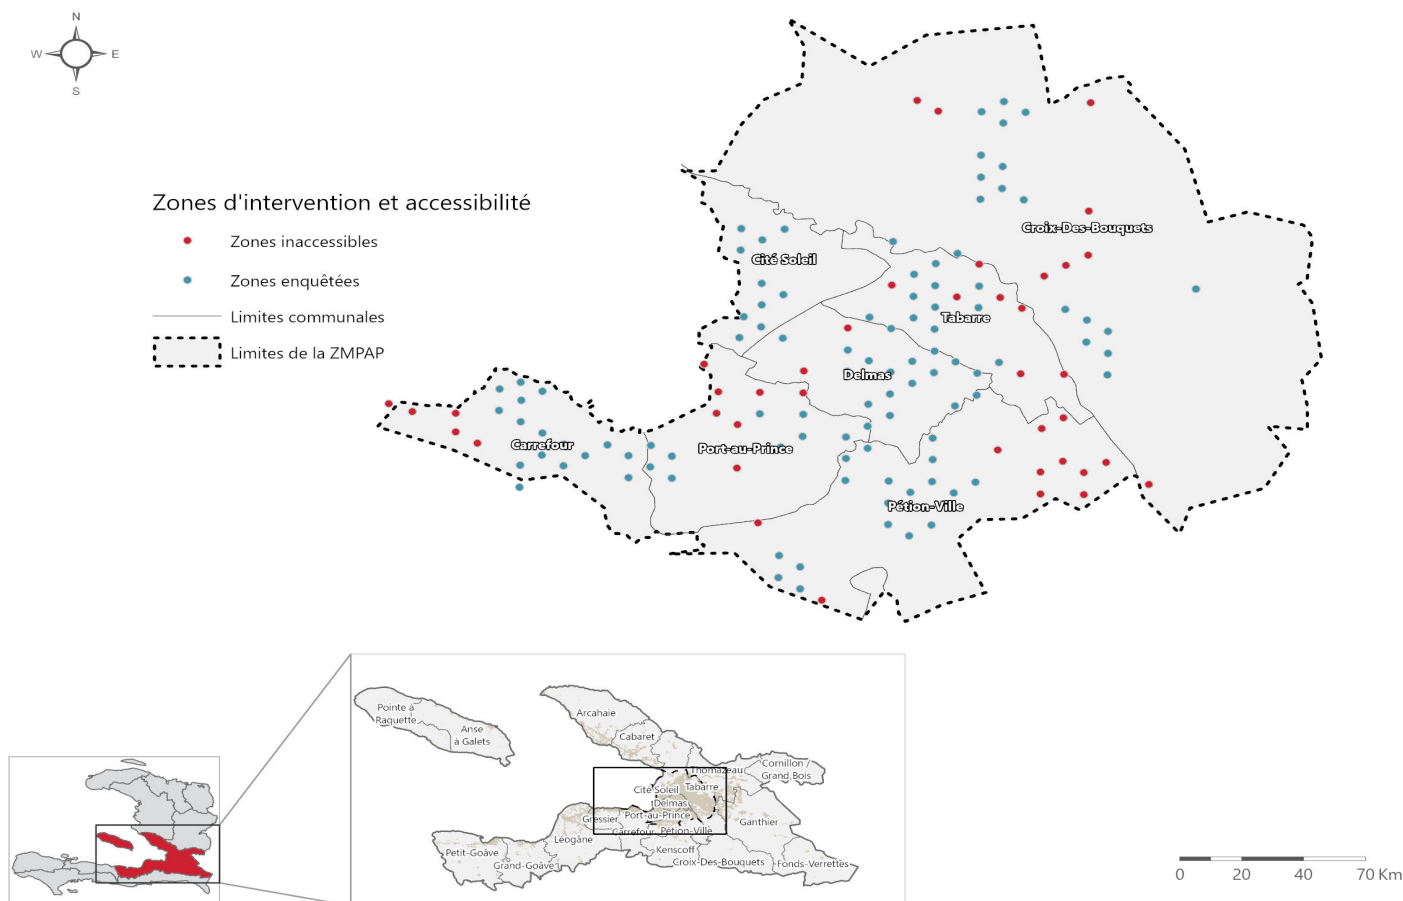 N
W
E
S
Zones d'intervention et accessibilité
Zones inaccessibles
Zones enquêtées
Limites communales
Limites de la ZMPAP
Croix-Des-Bouquets
Cité Soleil
Tabarre
Delmas
Carrefour
Port-au-Prince
Pétion-Ville
Pointe à
Raquette
Anse
à Galets
Arcahaie
Cabaret
Thomazeau
Cornillon /
Grand Bois
Cité Soleil
Tabarre
Delmas
Port-au-Prince
Gressier
Carrefour
Pétion-Ville
Ganthier
Léogâne
Kenscoff
Petit-Goâve
Grand-Goâve
Croix-Des-Bouquets
Fonds-Verrettes
0 20 40 70 Km